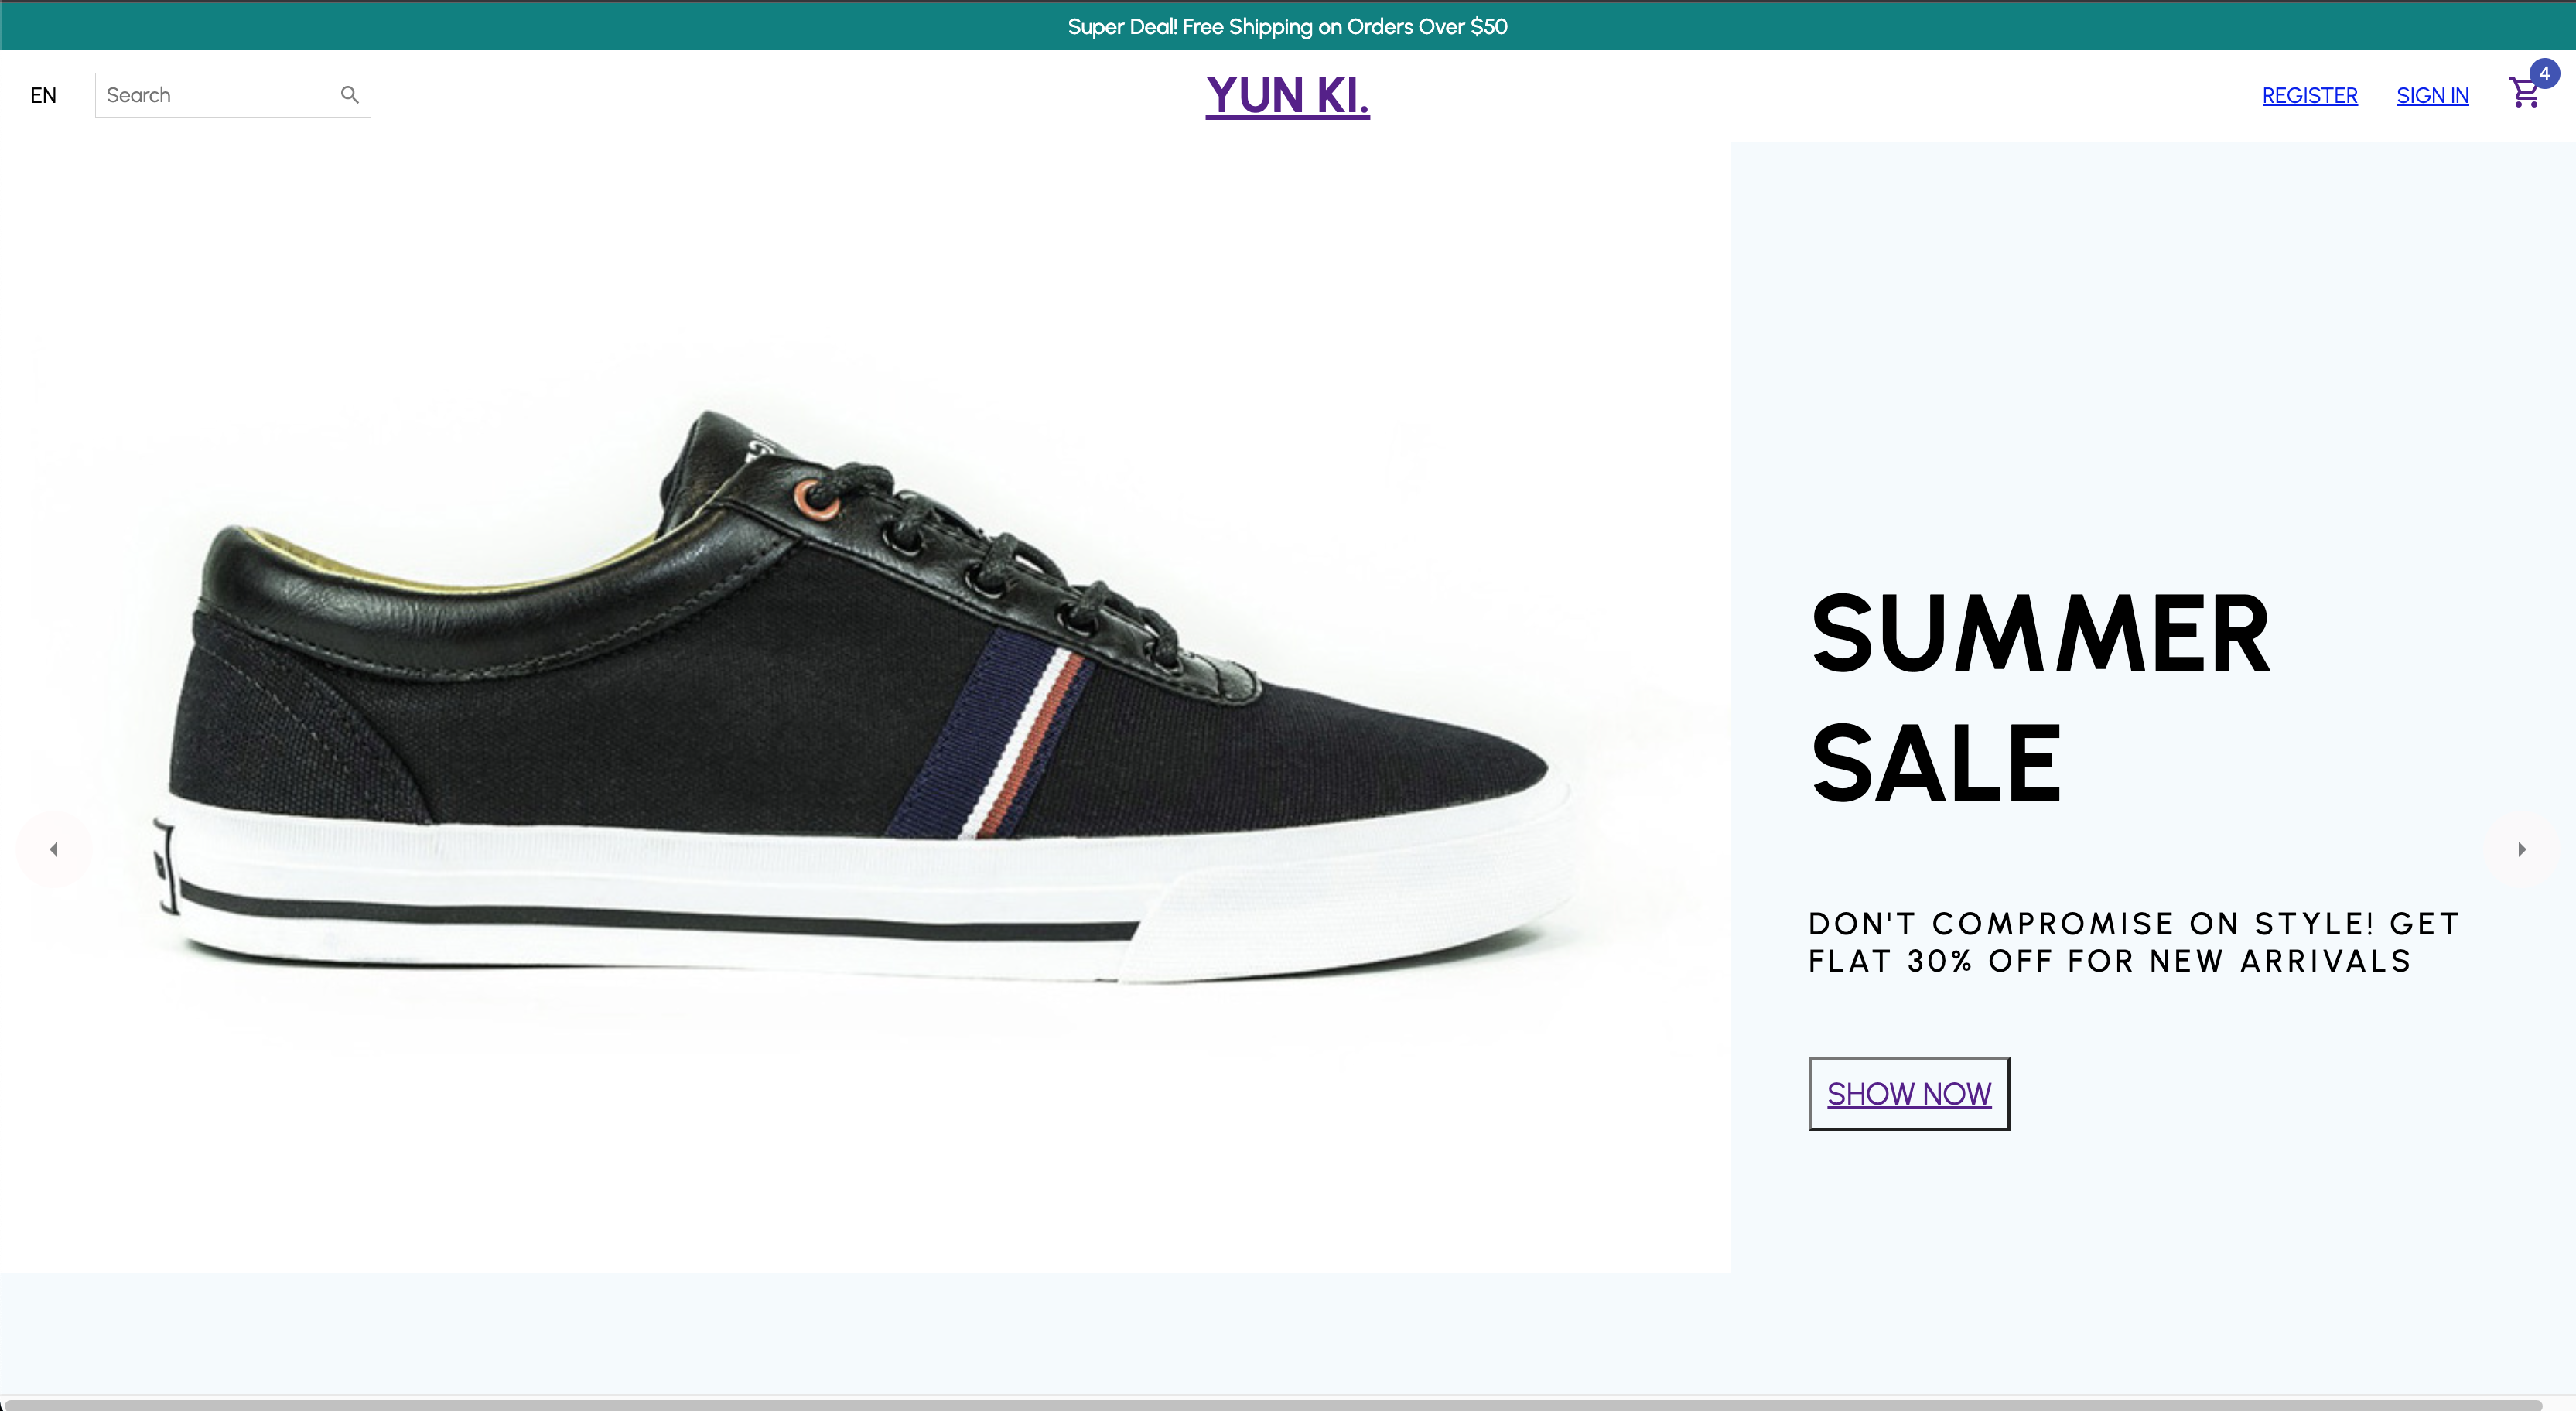 Super Deal! Free Shipping on Orders Over $50
EN
Search
YUN KI.
REGISTER
SIGN IN
4
SUMMER
SALE
DON'T COMPROMISE ON STYLE! GET
FLAT 30% OFF FOR NEW ARRIVALS
SHOW NOW